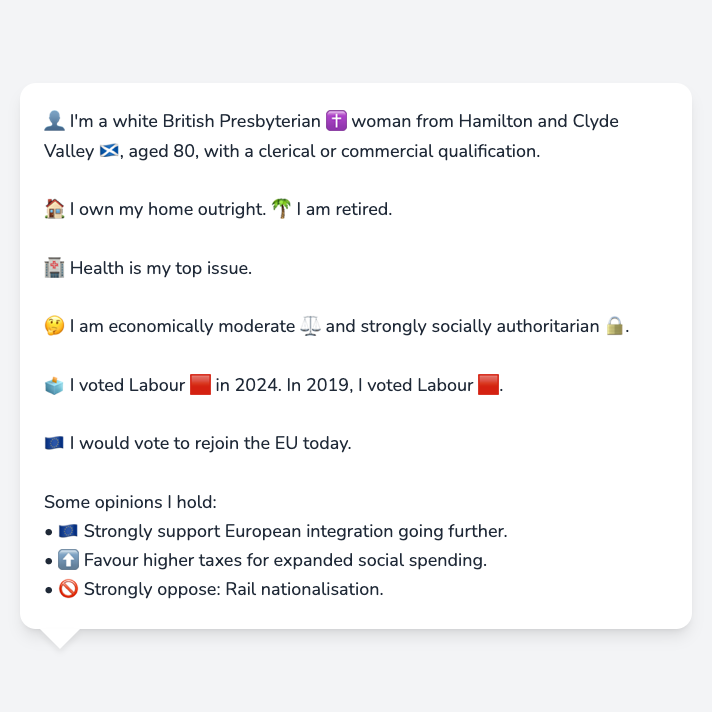 👤 I'm a white British Presbyterian ✝️ woman from Hamilton and Clyde
Valley 🏴󠁧󠁢󠁳󠁣󠁴󠁿, aged 80, with a clerical or commercial qualification.
🏠 I own my home outright. 🌴 I am retired.
🏥 Health is my top issue.
🤔 I am economically moderate ⚖️ and strongly socially authoritarian 🔒.
🗳️ I voted Labour 🟥 in 2024. In 2019, I voted Labour 🟥.
🇪🇺 I would vote to rejoin the EU today.
Some opinions I hold:
• 🇪🇺 Strongly support European integration going further.
• ⬆️ Favour higher taxes for expanded social spending.
• 🚫 Strongly oppose: Rail nationalisation.